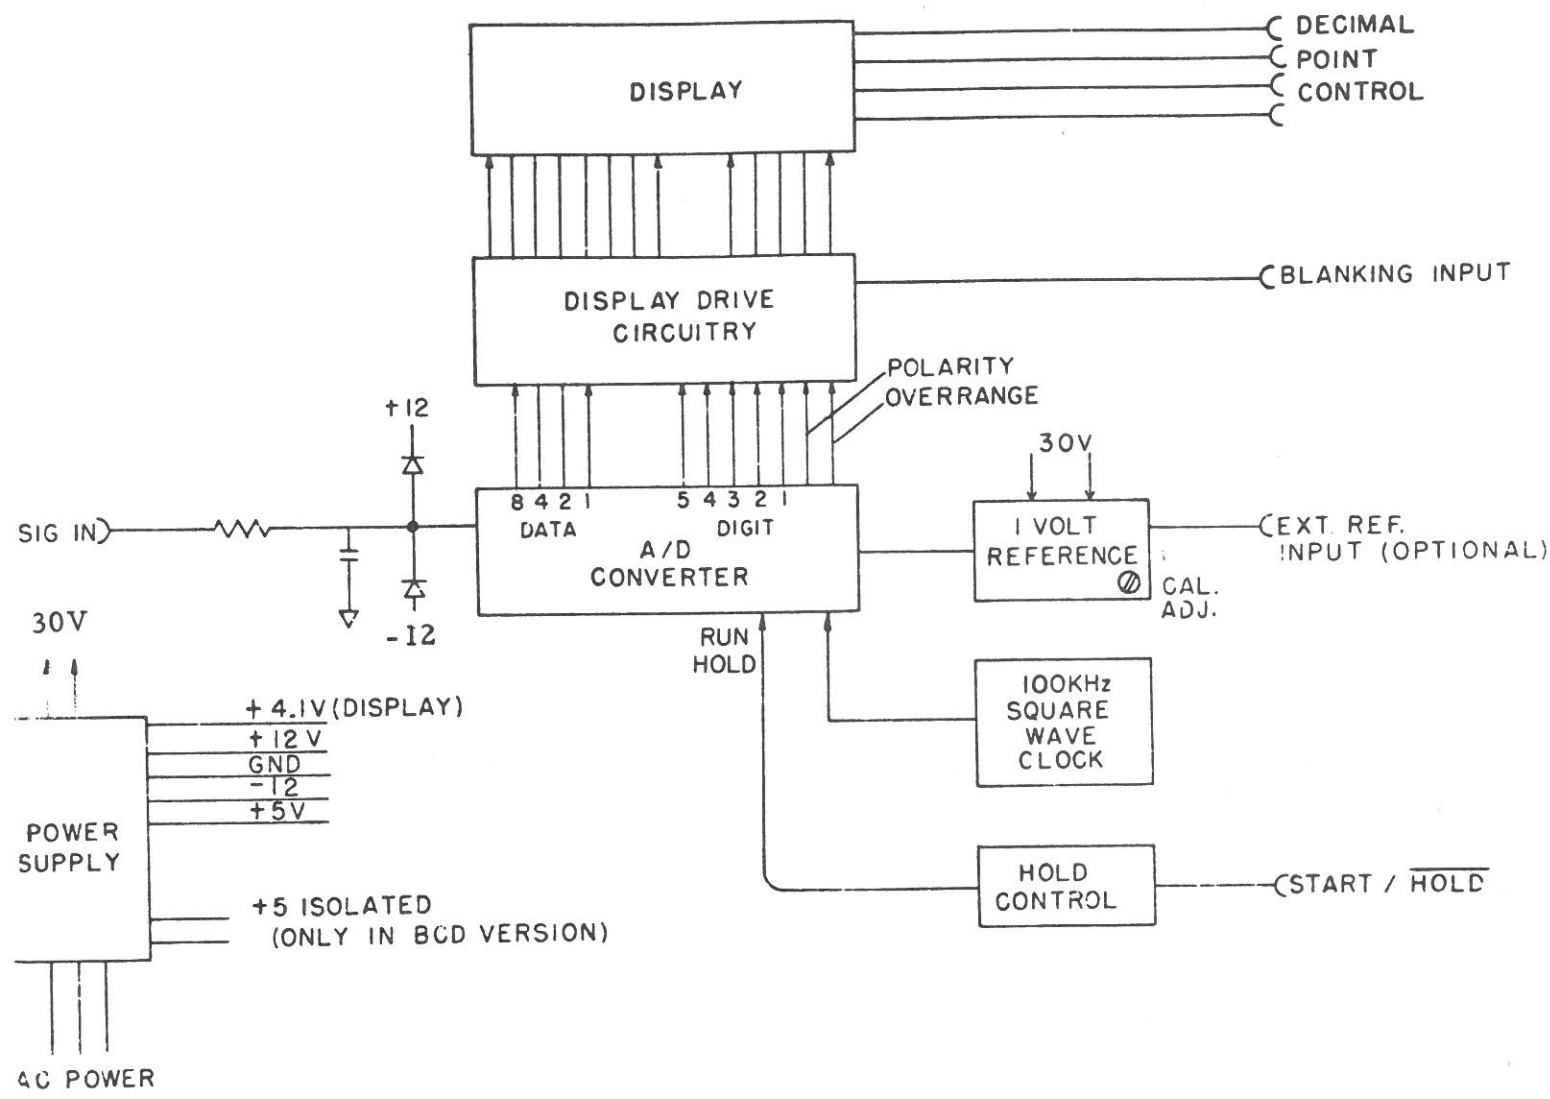 DECIMAL
POINT
CONTROL
DISPLAY
BLANKING INPUT
DISPLAY DRIVE
CIRCUITRY
POLARITY
OVERRANGE
+12
30V
8 4 2 1 5 4 3 2 1
DATA DIGIT
A/D
CONVERTER
SIG IN
1 VOLT
REFERENCE
EXT. REF.
INPUT (OPTIONAL)
CAL.
ADJ.
-12
30V
RUN
HOLD
100KHz
SQUARE
WAVE
CLOCK
+4.1V (DISPLAY)
+12V
GND
-12
+5V
POWER
SUPPLY
HOLD
CONTROL
START / HOLD
+5 ISOLATED
(ONLY IN BCD VERSION)
AC POWER